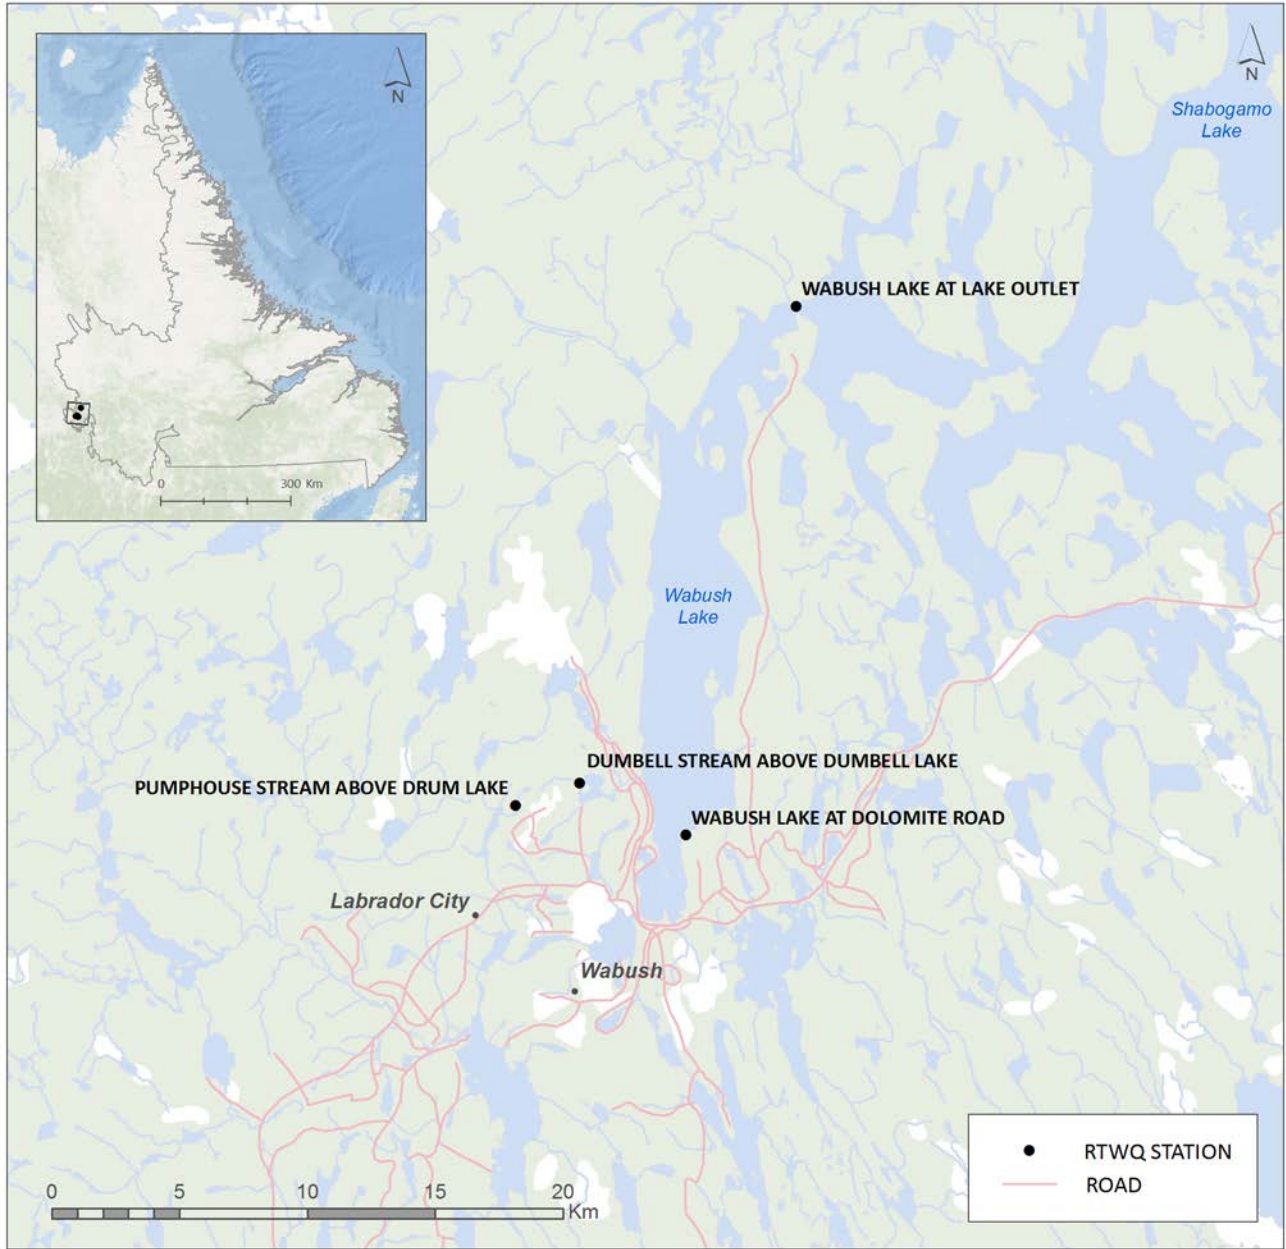 N
0
300 Km
N
Shabogamo
Lake
WABUSH LAKE AT LAKE OUTLET
Wabush
Lake
DUMBELL STREAM ABOVE DUMBELL LAKE
PUMPHOUSE STREAM ABOVE DRUM LAKE
WABUSH LAKE AT DOLOMITE ROAD
Labrador City
Wabush
0 5 10 15 20
Km
RTWQ STATION
ROAD